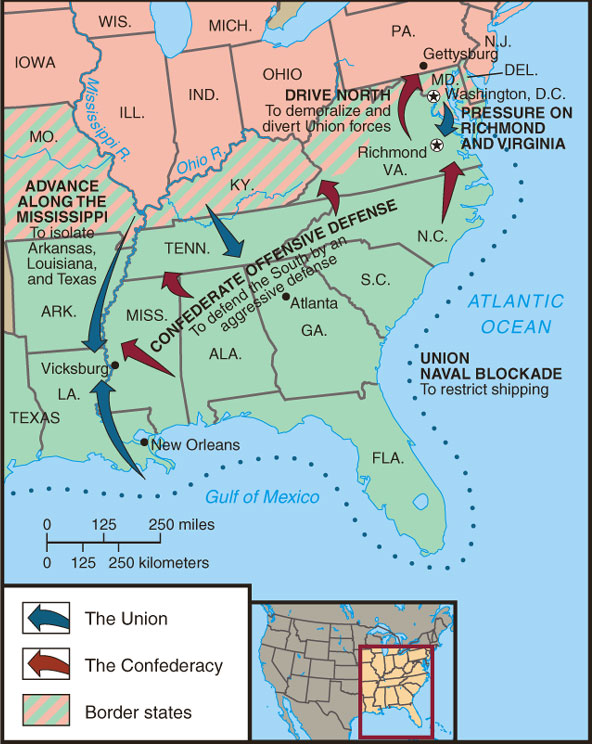 WIS.
MICH.
PA.
N.J.
Gettysburg
IOWA
OHIO
MD.
DEL.
ILL.
IND.
DRIVE NORTH
To demoralize and
divert Union forces
Washington, D.C.
PRESSURE ON
RICHMOND
AND VIRGINIA
Mississippi R.
MO.
Ohio R.
Richmond
VA.
KY.
ADVANCE
ALONG THE
MISSISSIPPI
To isolate
Arkansas,
Louisiana,
and Texas
TENN.
N.C.
CONFEDERATE OFFENSIVE DEFENSE
To defend the South by an
aggressive defense
S.C.
ARK.
MISS.
Atlanta
GA.
ALA.
ATLANTIC
OCEAN
Vicksburg
LA.
UNION
NAVAL BLOCKADE
To restrict shipping
TEXAS
New Orleans
FLA.
Gulf of Mexico
0 125 250 miles
0 125 250 kilometers
The Union
The Confederacy
Border states